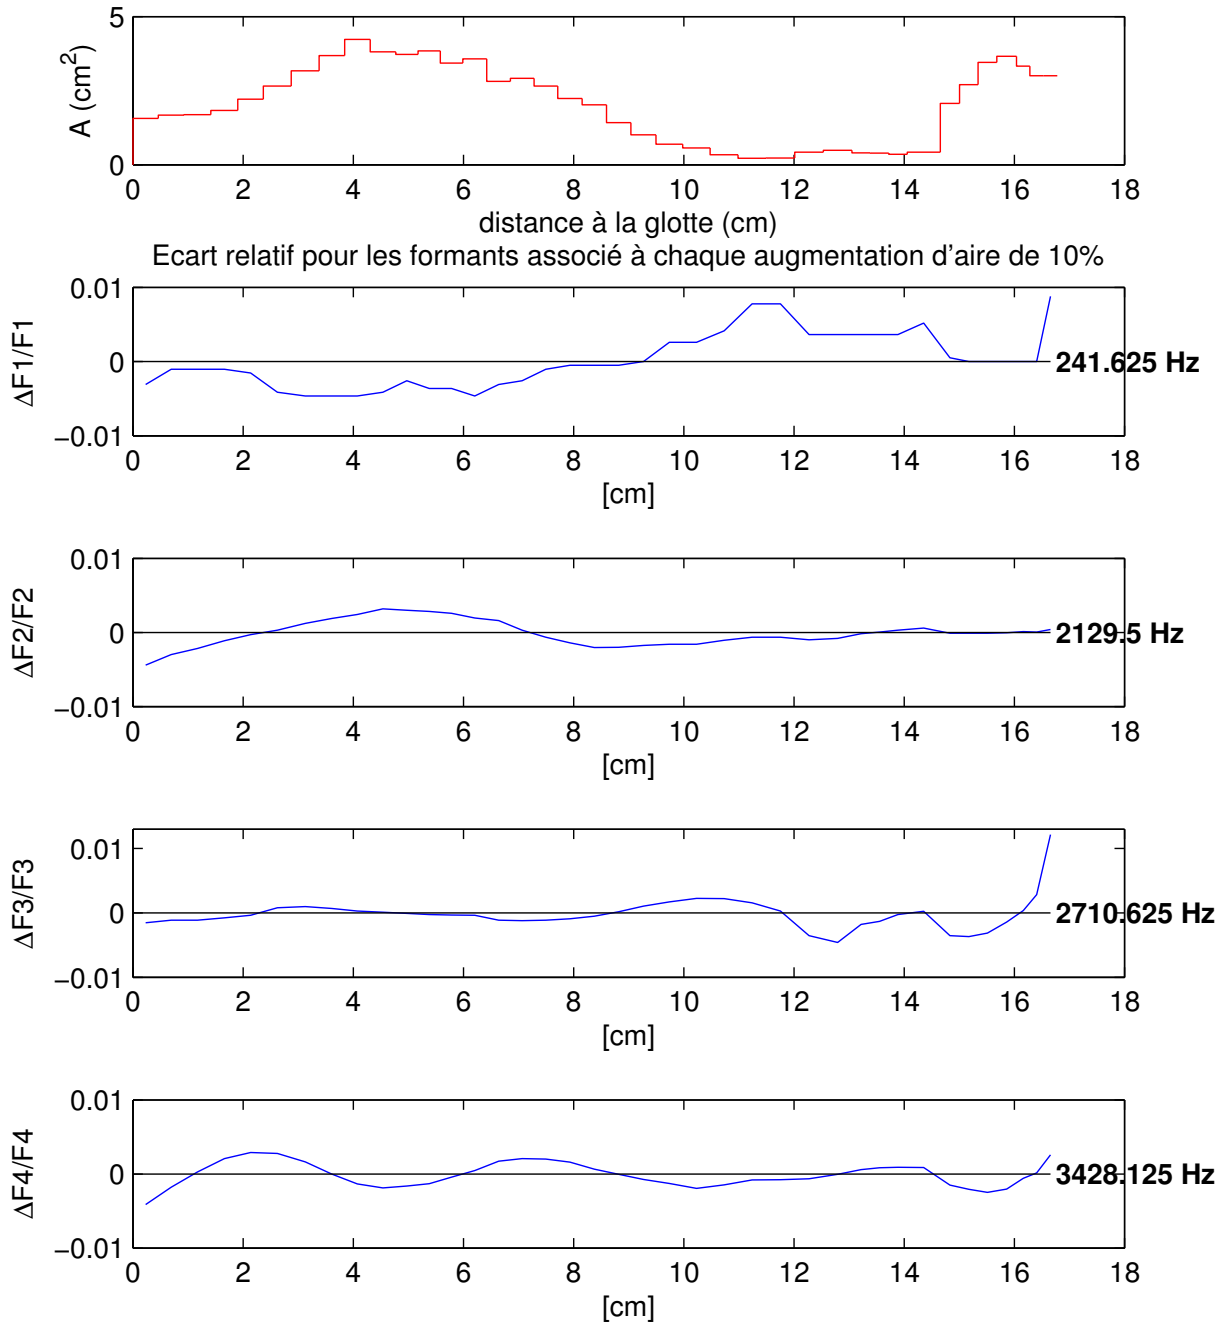 5
A (cm²)
0
0 2 4 6 8 10 12 14 16 18
distance à la glotte (cm)
Ecart relatif pour les formants associé à chaque augmentation d'aire de 10%
0.01
ΔF1/F1
0
241.625 Hz
−0.01
0 2 4 6 8 10 12 14 16 18
[cm]
0.01
ΔF2/F2
0
2129.5 Hz
−0.01
0 2 4 6 8 10 12 14 16 18
[cm]
0.01
ΔF3/F3
0
2710.625 Hz
−0.01
0 2 4 6 8 10 12 14 16 18
[cm]
0.01
ΔF4/F4
0
3428.125 Hz
−0.01
0 2 4 6 8 10 12 14 16 18
[cm]